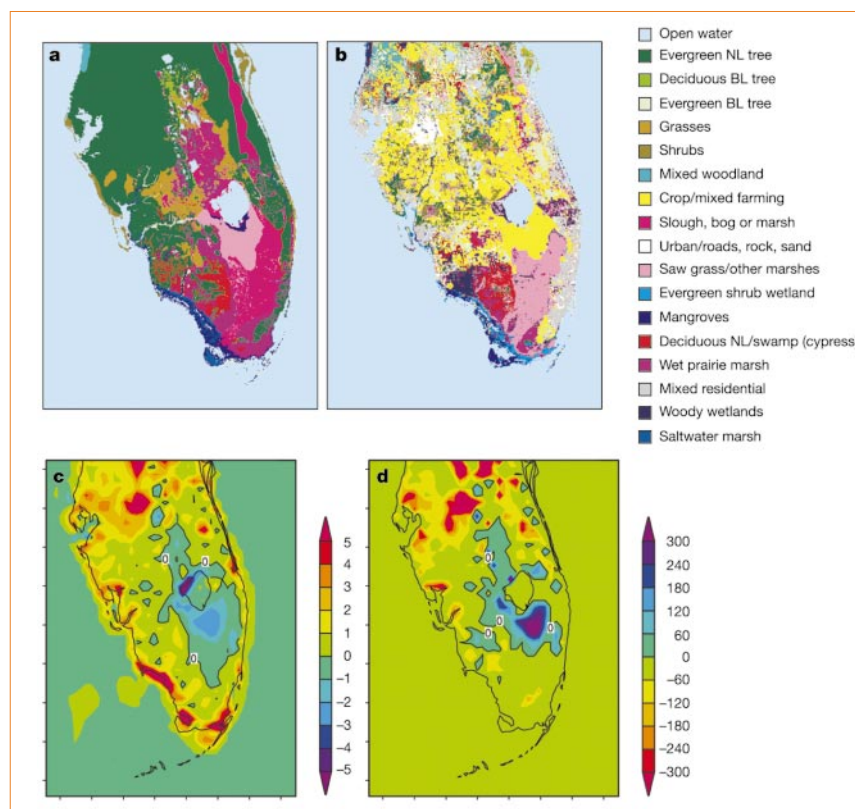 a
b
Open water
Evergreen NL tree
Deciduous BL tree
Evergreen BL tree
Grasses
Shrubs
Mixed woodland
Crop/mixed farming
Slough, bog or marsh
Urban/roads, rock, sand
Saw grass/other marshes
Evergreen shrub wetland
Mangroves
Deciduous NL/swamp (cypress
Wet prairie marsh
Mixed residential
Woody wetlands
Saltwater marsh
c
0
0
0
5
4
3
2
1
0
−1
−2
−3
−4
−5
d
0
0
0
0
300
240
180
120
60
0
−60
−120
−180
−240
−300